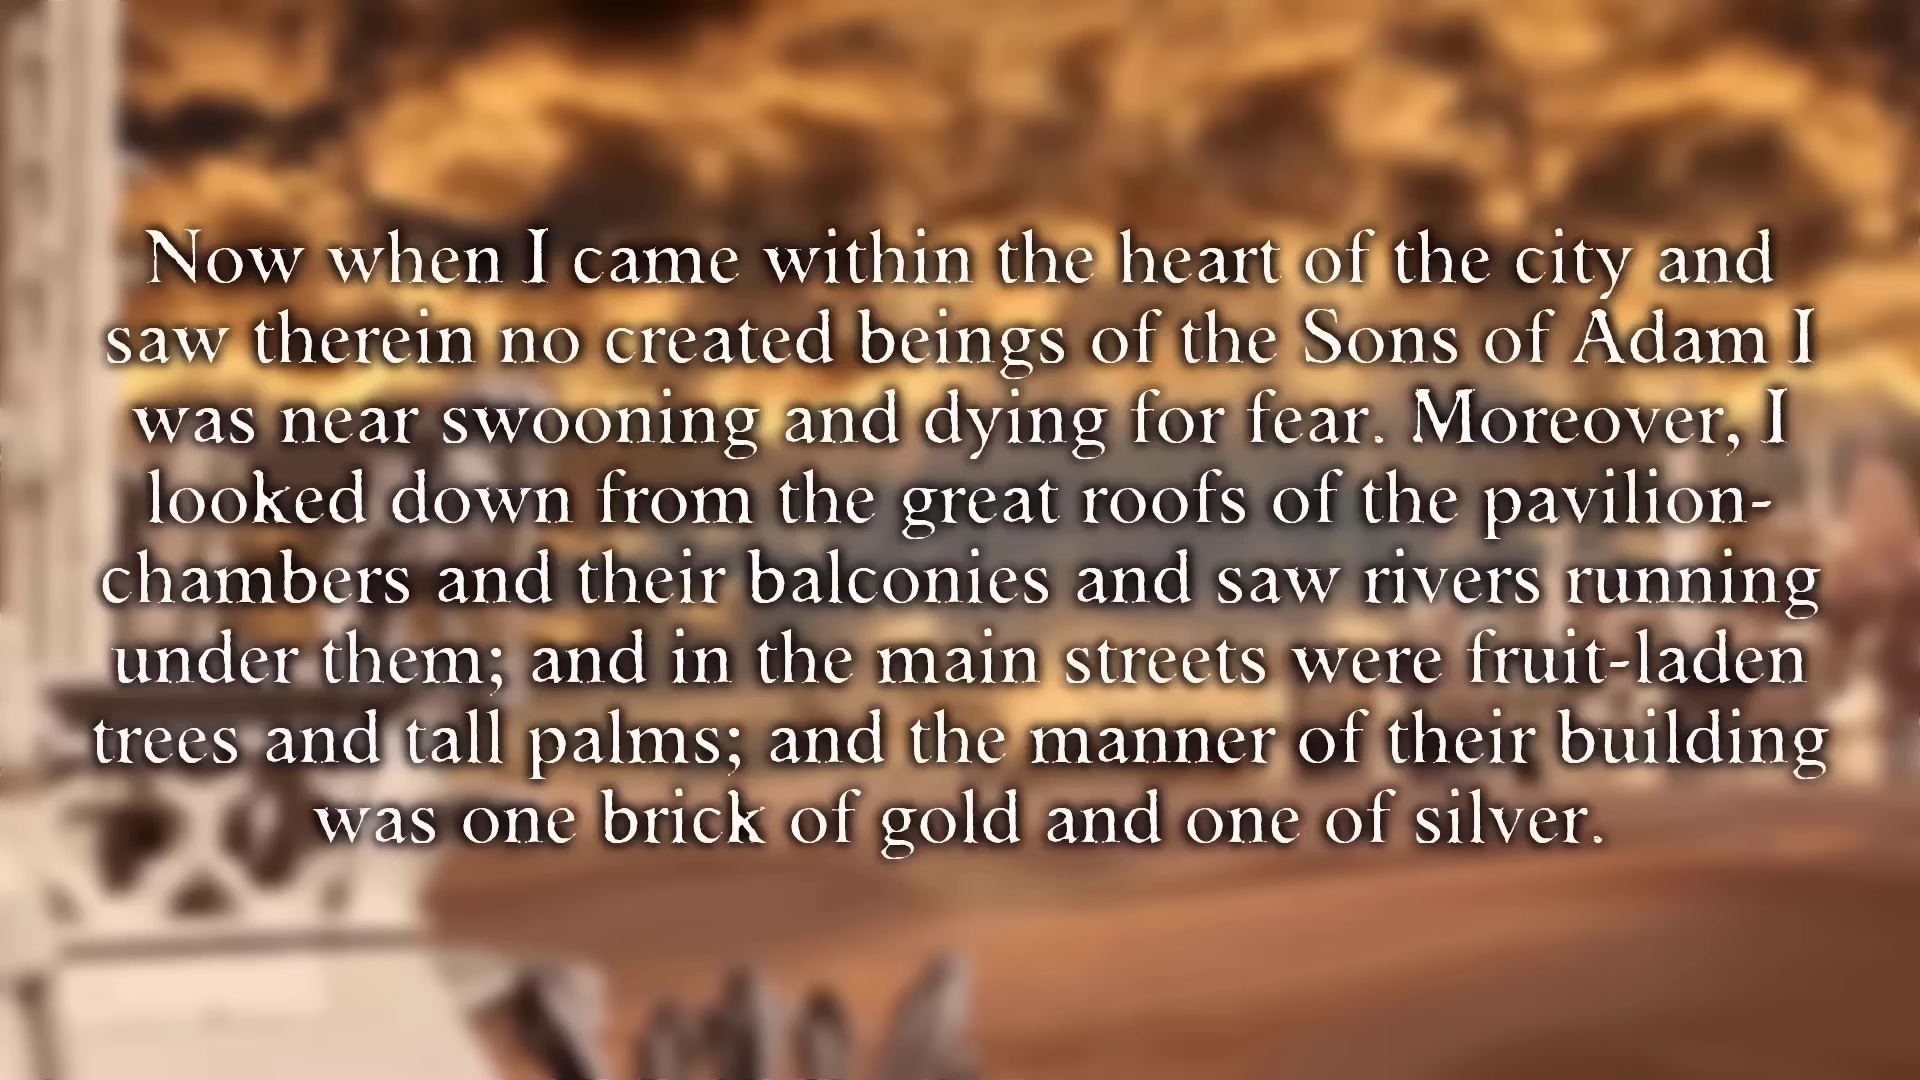 Now when I came within the heart of the city and
saw therein no created beings of the Sons of Adam I
was near swooning and dying for fear. Moreover, I
looked down from the great roofs of the pavilion-
chambers and their balconies and saw rivers running
under them; and in the main streets were fruit-laden
trees and tall palms; and the manner of their building
was one brick of gold and one of silver.